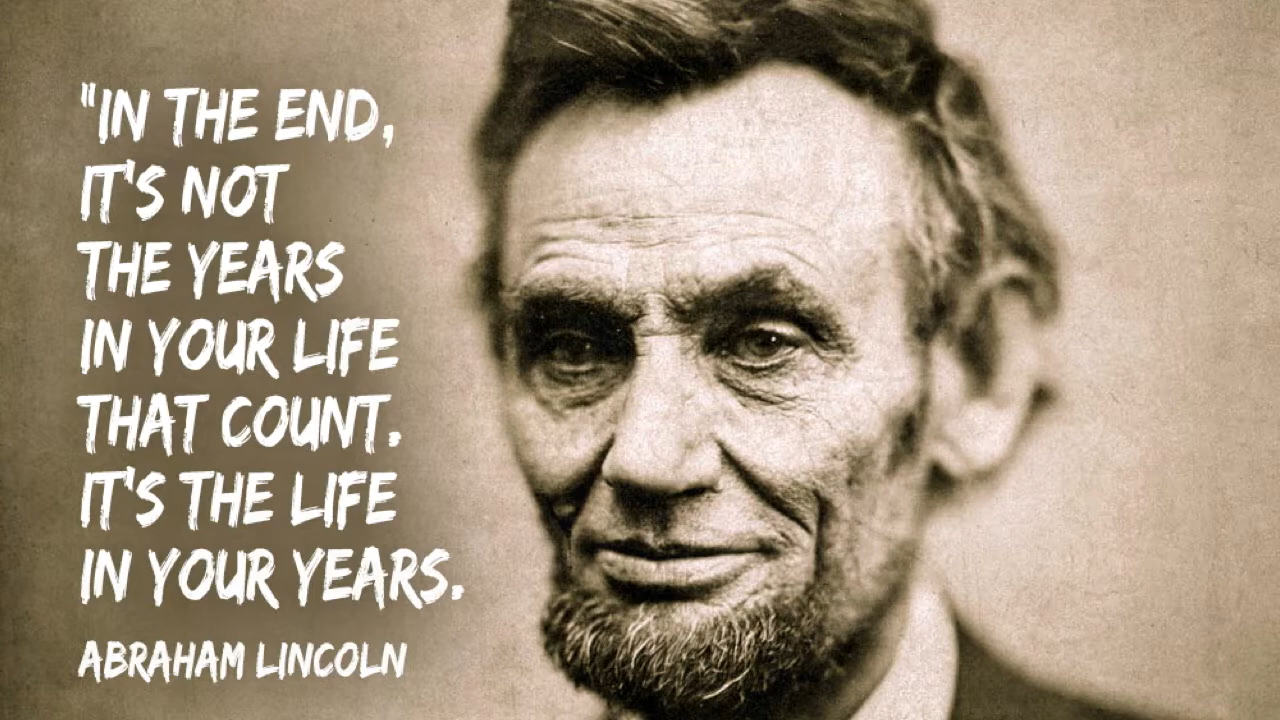 "IN THE END,
IT'S NOT
THE YEARS
IN YOUR LIFE
THAT COUNT.
IT'S THE LIFE
IN YOUR YEARS.
ABRAHAM LINCOLN